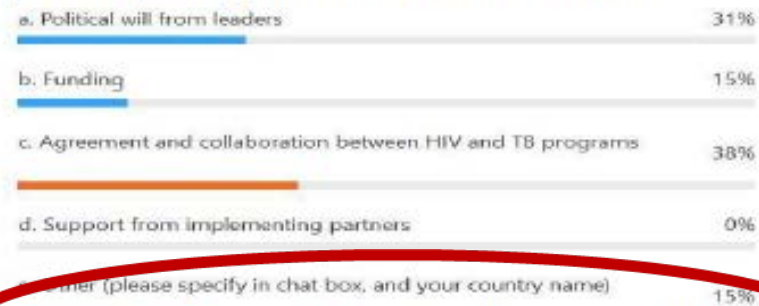 a. Political will from leaders 31%
b. Funding 15%
c. Agreement and collaboration between HIV and TB programs 38%
d. Support from implementing partners 0%
(please specify in chat box, and your country name) 15%